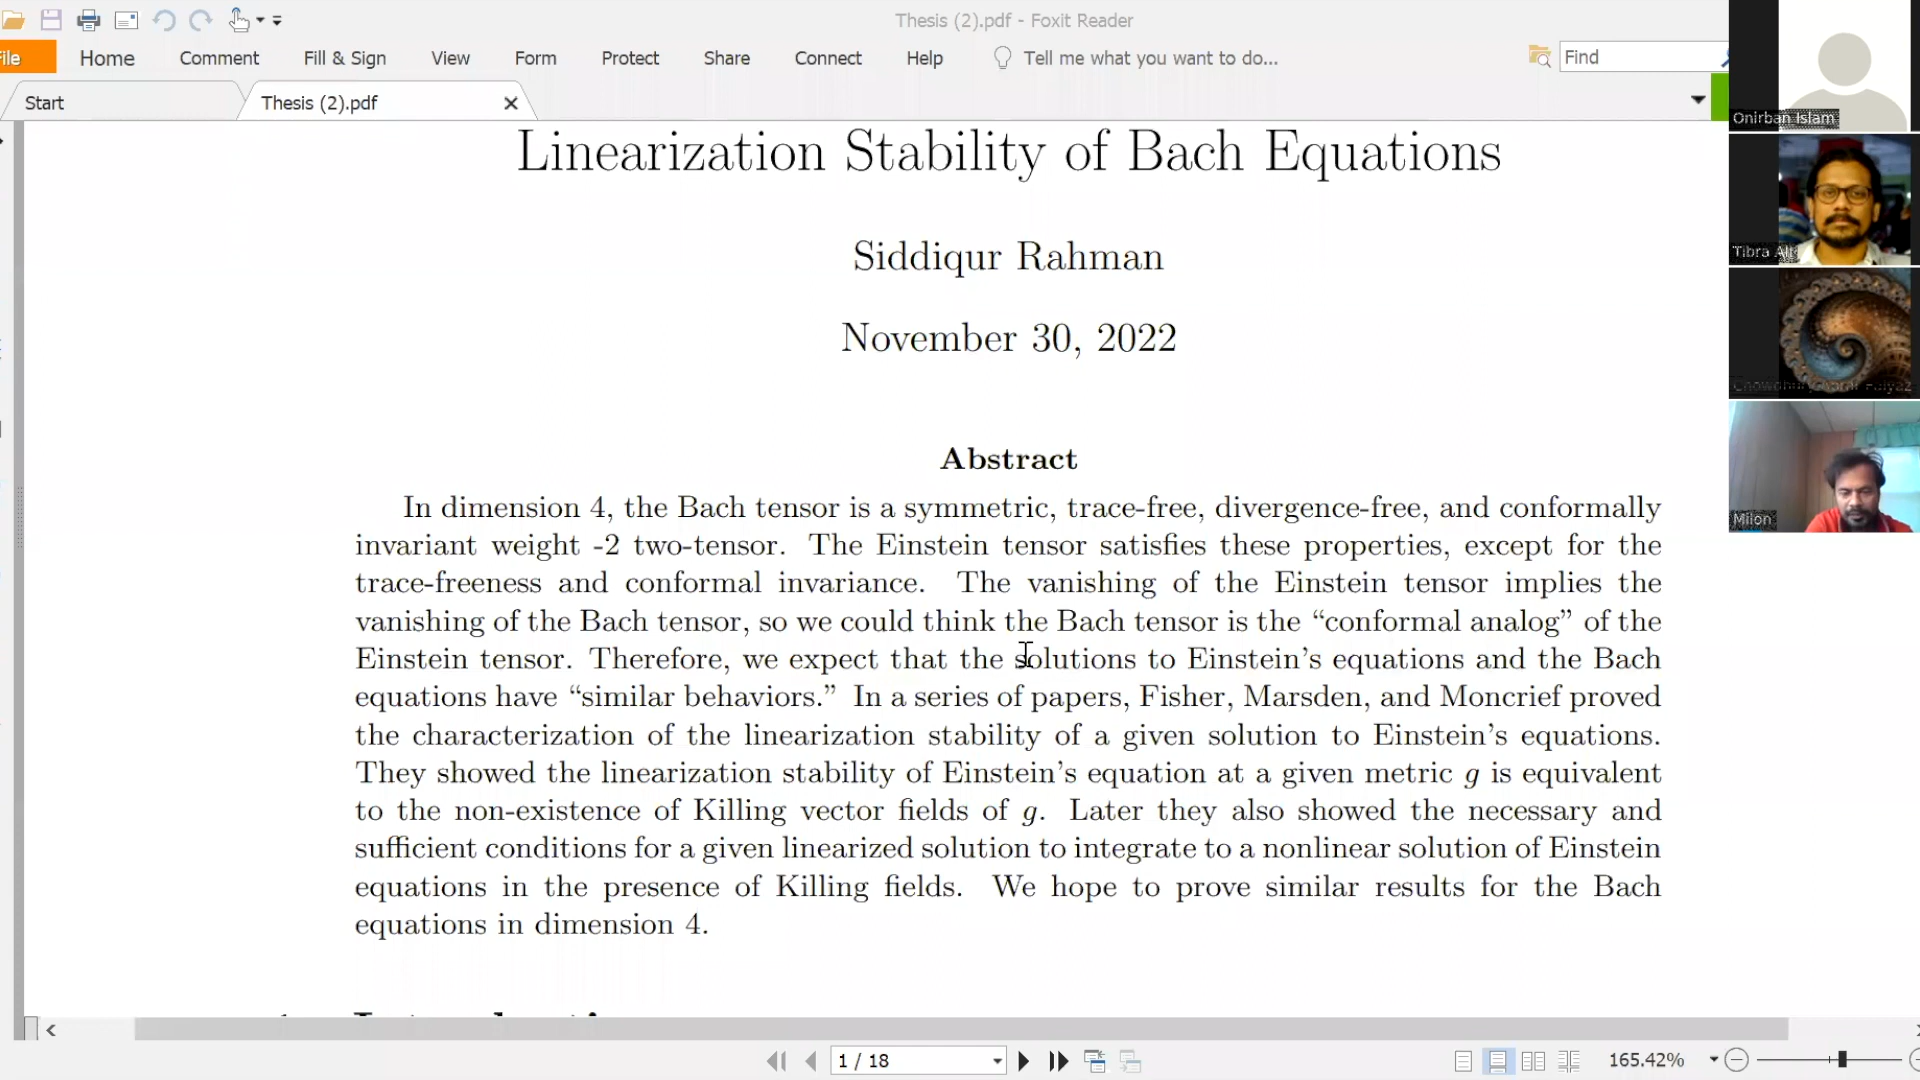 Thesis (2).pdf - Foxit Reader
File Home Comment Fill & Sign View Form Protect Share Connect Help Tell me what you want to do... Find
Start Thesis (2).pdf
Linearization Stability of Bach Equations
Siddiqur Rahman
November 30, 2022
Abstract
In dimension 4, the Bach tensor is a symmetric, trace-free, divergence-free, and conformally
invariant weight -2 two-tensor. The Einstein tensor satisfies these properties, except for the
trace-freeness and conformal invariance. The vanishing of the Einstein tensor implies the
vanishing of the Bach tensor, so we could think the Bach tensor is the “conformal analog” of the
Einstein tensor. Therefore, we expect that the solutions to Einstein’s equations and the Bach
equations have “similar behaviors.” In a series of papers, Fisher, Marsden, and Moncrief proved
the characterization of the linearization stability of a given solution to Einstein’s equations.
They showed the linearization stability of Einstein’s equation at a given metric g is equivalent
to the non-existence of Killing vector fields of g. Later they also showed the necessary and
sufficient conditions for a given linearized solution to integrate to a nonlinear solution of Einstein
equations in the presence of Killing fields. We hope to prove similar results for the Bach
equations in dimension 4.
1 / 18
165.42%
Onirban Islam
Tibra Ali
Milon